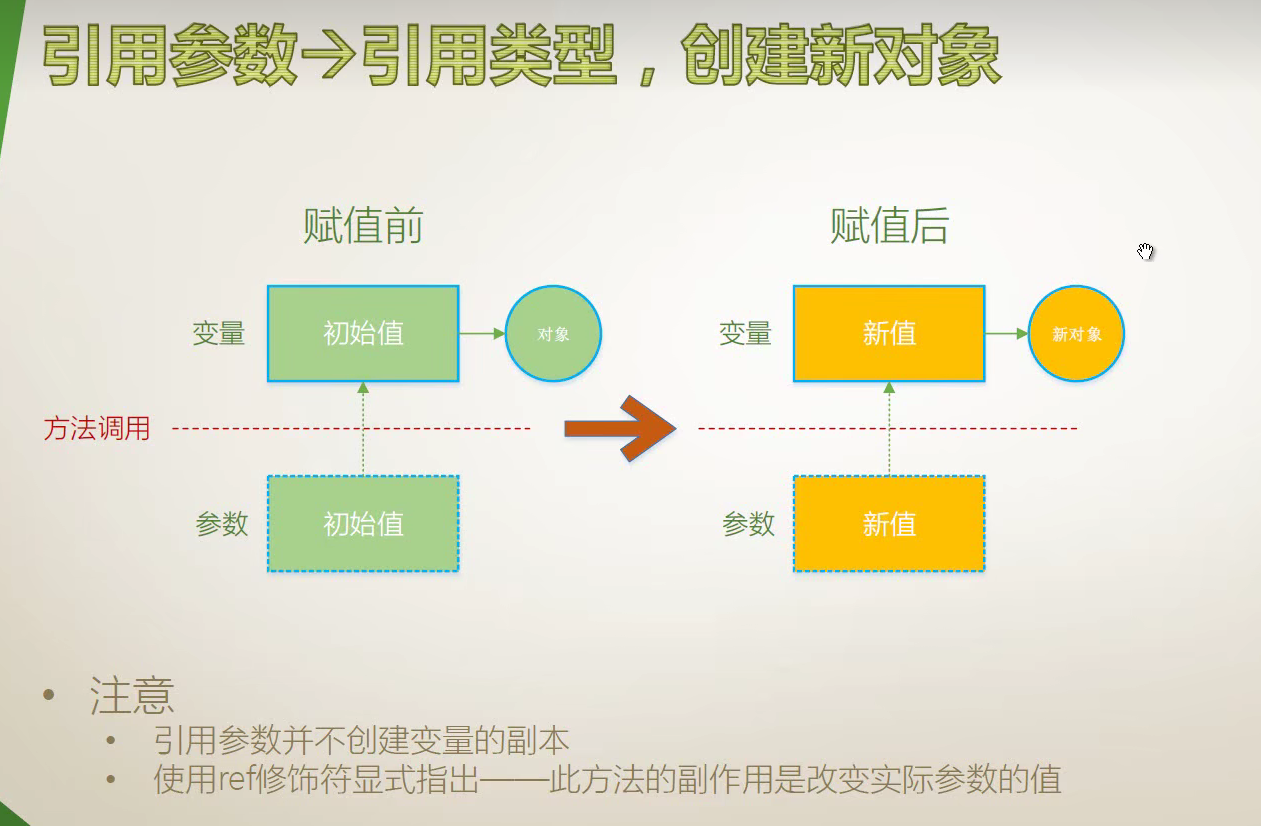 引用参数→引用类型，创建新对象
赋值前
赋值后
变量
初始值
对象
变量
新值
新对象
方法调用
参数
初始值
参数
新值
• 注意
• 引用参数并不创建变量的副本
• 使用ref修饰符显式指出——此方法的副作用是改变实际参数的值